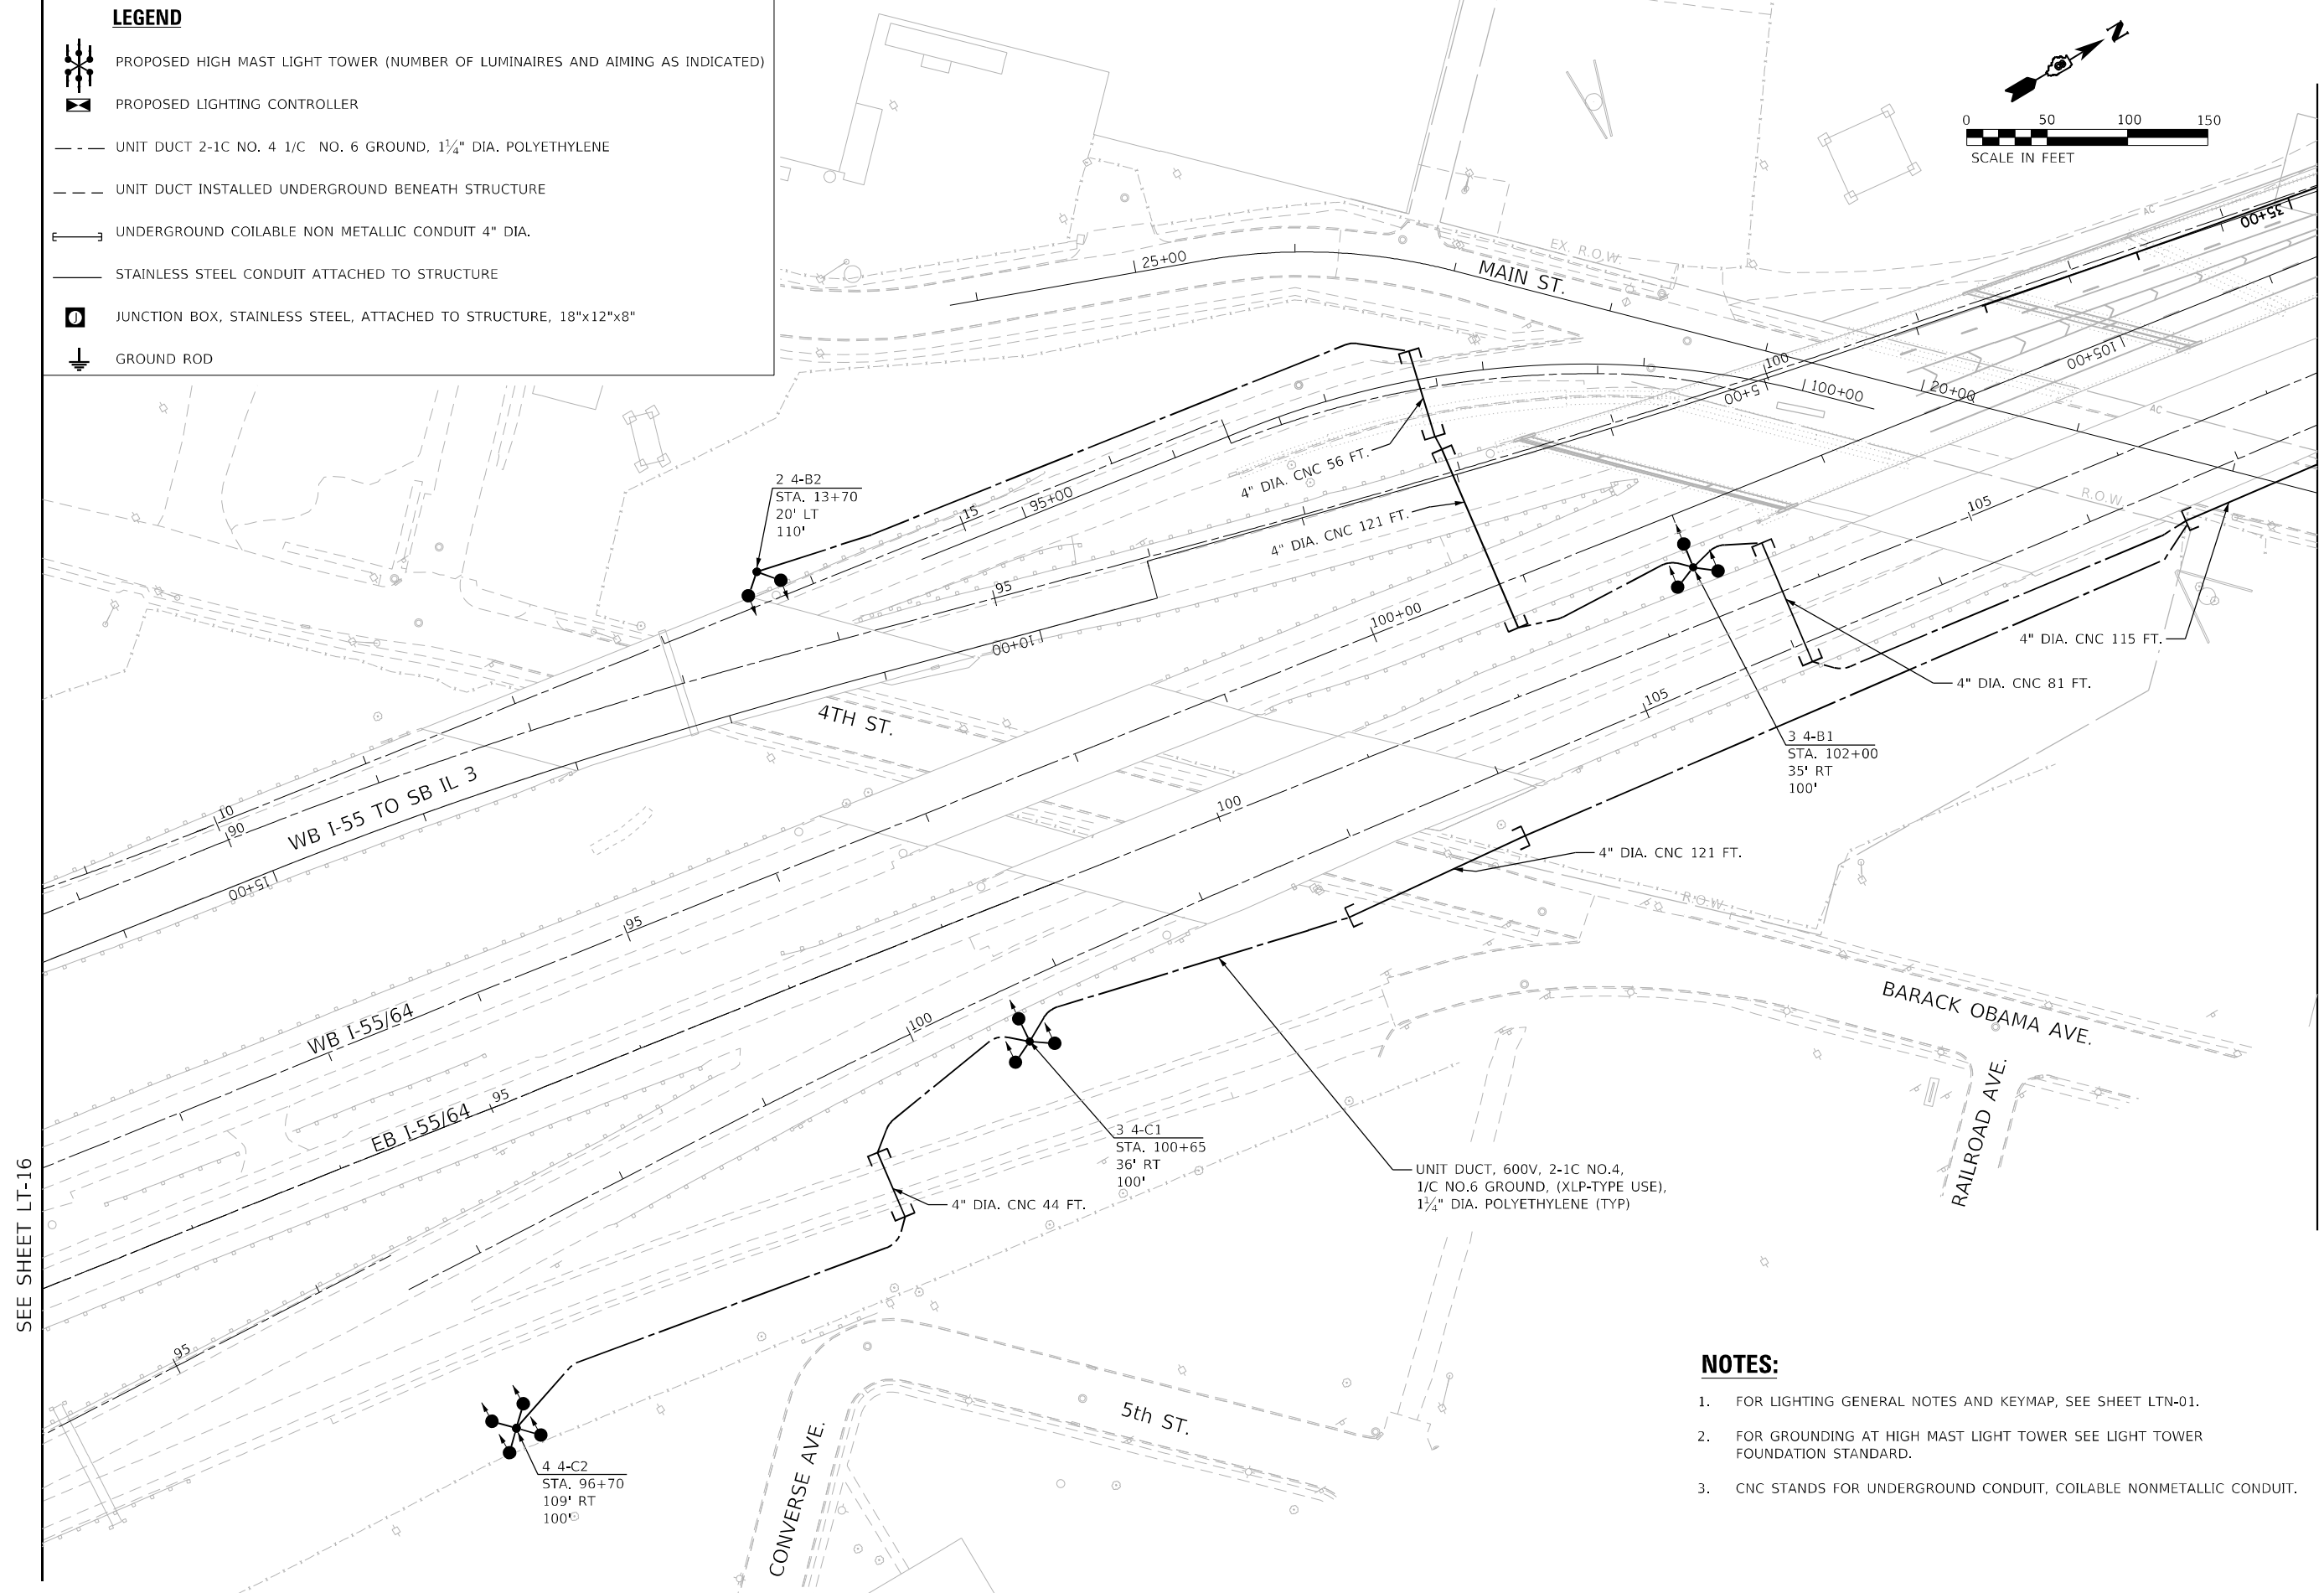 LEGEND
PROPOSED HIGH MAST LIGHT TOWER (NUMBER OF LUMINAIRES AND AIMING AS INDICATED)
PROPOSED LIGHTING CONTROLLER
UNIT DUCT 2-1C NO. 4 1/C NO. 6 GROUND, 1¼" DIA. POLYETHYLENE
UNIT DUCT INSTALLED UNDERGROUND BENEATH STRUCTURE
UNDERGROUND COILABLE NON METALLIC CONDUIT 4" DIA.
STAINLESS STEEL CONDUIT ATTACHED TO STRUCTURE
J
JUNCTION BOX, STAINLESS STEEL, ATTACHED TO STRUCTURE, 18"x12"x8"
GROUND ROD
N
0 50 100 150
SCALE IN FEET
25+00
MAIN ST.
EX. R.O.W
AC
35+00
105+00
100
5+00
100+00
20+00
AC
R.O.W
105
4" DIA. CNC 56 FT.
4" DIA. CNC 121 FT.
2 4-B2
STA. 13+70
20' LT
110'
15
95+00
95
10+00
100+00
4TH ST.
105
4" DIA. CNC 115 FT.
4" DIA. CNC 81 FT.
3 4-B1
STA. 102+00
35' RT
100'
10
90
WB I-55 TO SB IL 3
15+00
95
100
4" DIA. CNC 121 FT.
R.O.W
WB I-55/64
EB I-55/64
95
100
BARACK OBAMA AVE.
RAILROAD AVE.
3 4-C1
STA. 100+65
36' RT
100'
4" DIA. CNC 44 FT.
UNIT DUCT, 600V, 2-1C NO.4,
1/C NO.6 GROUND, (XLP-TYPE USE),
1¼" DIA. POLYETHYLENE (TYP)
SEE SHEET LT-16
95
4 4-C2
STA. 96+70
109' RT
100'
CONVERSE AVE.
5th ST.
NOTES:
1. FOR LIGHTING GENERAL NOTES AND KEYMAP, SEE SHEET LTN-01.
2. FOR GROUNDING AT HIGH MAST LIGHT TOWER SEE LIGHT TOWER
FOUNDATION STANDARD.
3. CNC STANDS FOR UNDERGROUND CONDUIT, COILABLE NONMETALLIC CONDUIT.